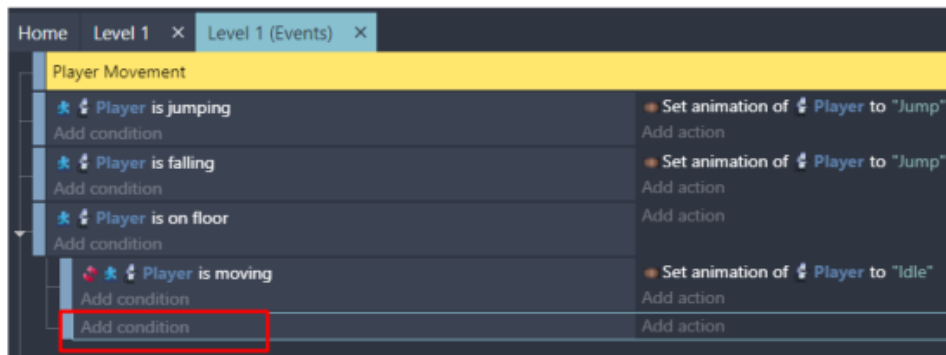 Home Level 1 × Level 1 (Events) ×
Player Movement
Player is jumping Set animation of Player to "Jump"
Add condition Add action
Player is falling Set animation of Player to "Jump"
Add condition Add action
Player is on floor Add action
Add condition
Player is moving Set animation of Player to "Idle"
Add condition Add action
Add condition Add action